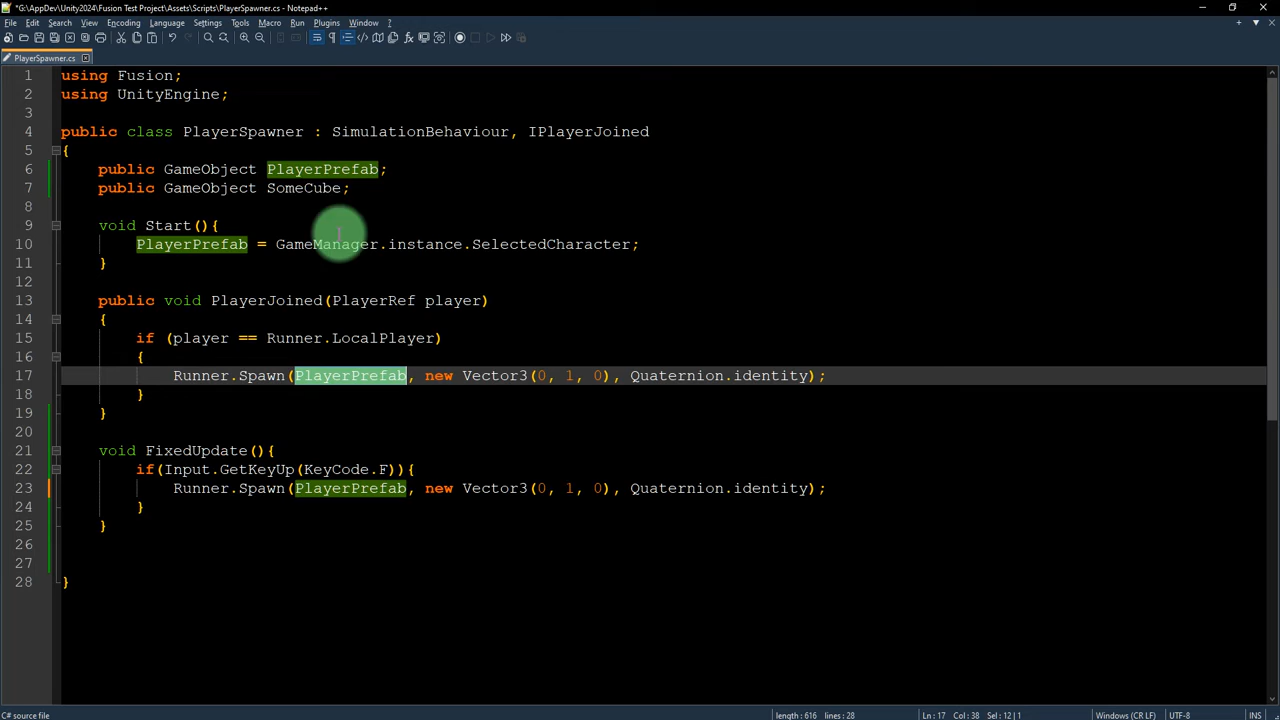 *G:\AppDev\Unity2024\Fusion Test Project\Assets\Scripts\PlayerSpawner.cs - Notepad++
File Edit Search View Encoding Language Settings Tools Macro Run Plugins Window ?
PlayerSpawner.cs
1 using Fusion;
2 using UnityEngine;
3
4 public class PlayerSpawner : SimulationBehaviour, IPlayerJoined
5 {
6 public GameObject PlayerPrefab;
7 public GameObject SomeCube;
8
9 void Start(){
10 PlayerPrefab = GameManager.instance.SelectedCharacter;
11 }
12
13 public void PlayerJoined(PlayerRef player)
14 {
15 if (player == Runner.LocalPlayer)
16 {
17 Runner.Spawn(PlayerPrefab, new Vector3(0, 1, 0), Quaternion.identity);
18 }
19 }
20
21 void FixedUpdate(){
22 if(Input.GetKeyUp(KeyCode.F)){
23 Runner.Spawn(PlayerPrefab, new Vector3(0, 1, 0), Quaternion.identity);
24 }
25 }
26
27
28 }
C# source file length : 616 lines : 28 Ln : 17 Col : 38 Sel : 12 | 1 Windows (CR LF) UTF-8 INS